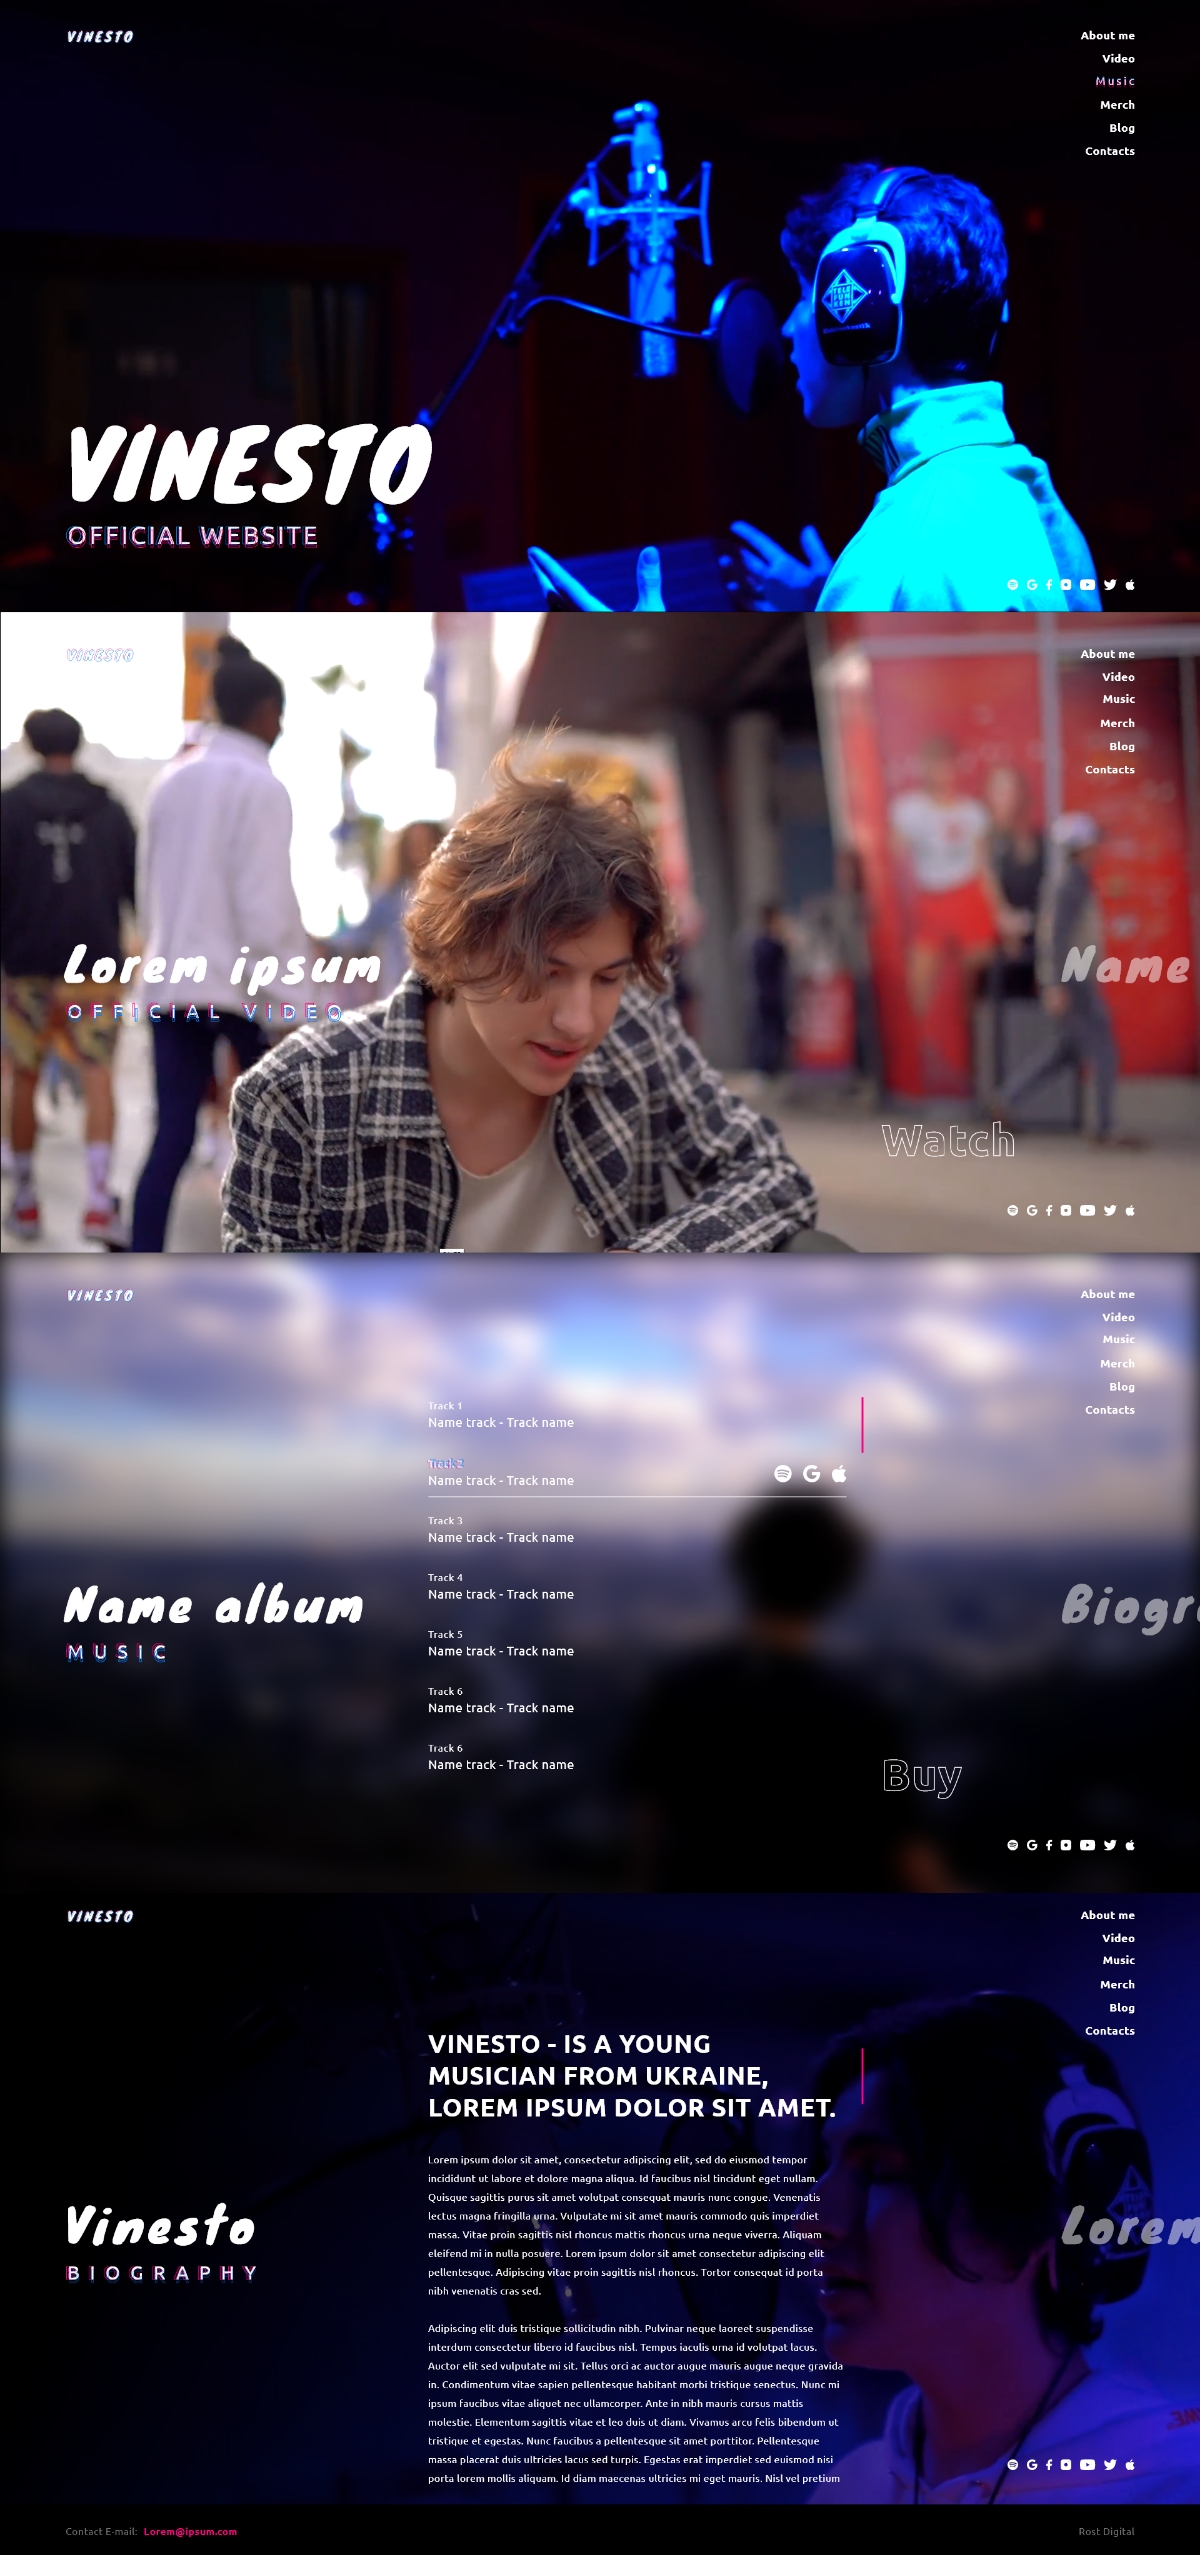 VINESTO
About me
Video
Music
Merch
Blog
Contacts
TELE
FUN
KEN
VINESTO
OFFICIAL WEBSITE
VINESTO
About me
Video
Music
Merch
Blog
Contacts
Lorem ipsum
OFFICIAL VIDEO
Name
Watch
VINESTO
About me
Video
Music
Merch
Blog
Contacts
Track 1
Name track - Track name
Track 2
Name track - Track name
Track 3
Name track - Track name
Track 4
Name track - Track name
Track 5
Name track - Track name
Track 6
Name track - Track name
Track 6
Name track - Track name
Name album
MUSIC
Biogr
Buy
VINESTO
About me
Video
Music
Merch
Blog
Contacts
VINESTO - IS A YOUNG
MUSICIAN FROM UKRAINE,
LOREM IPSUM DOLOR SIT AMET.
Lorem ipsum dolor sit amet, consectetur adipiscing elit, sed do eiusmod tempor
incididunt ut labore et dolore magna aliqua. Id faucibus nisl tincidunt eget nullam.
Quisque sagittis purus sit amet volutpat consequat mauris nunc congue. Venenatis
lectus magna fringilla urna. Vulputate mi sit amet mauris commodo quis imperdiet
massa. Vitae proin sagittis nisl rhoncus mattis rhoncus urna neque viverra. Aliquam
eleifend mi in nulla posuere. Lorem ipsum dolor sit amet consectetur adipiscing elit
pellentesque. Adipiscing vitae proin sagittis nisl rhoncus. Tortor consequat id porta
nibh venenatis cras sed.
Adipiscing elit duis tristique sollicitudin nibh. Pulvinar neque laoreet suspendisse
interdum consectetur libero id faucibus nisl. Tempus iaculis urna id volutpat lacus.
Auctor elit sed vulputate mi sit. Tellus orci ac auctor augue mauris augue neque gravida
in. Condimentum vitae sapien pellentesque habitant morbi tristique senectus. Nunc mi
ipsum faucibus vitae aliquet nec ullamcorper. Ante in nibh mauris cursus mattis
molestie. Elementum sagittis vitae et leo duis ut diam. Vivamus arcu felis bibendum ut
tristique et egestas. Nunc faucibus a pellentesque sit amet porttitor. Pellentesque
massa placerat duis ultricies lacus sed turpis. Egestas erat imperdiet sed euismod nisi
porta lorem mollis aliquam. Id diam maecenas ultricies mi eget mauris. Nisl vel pretium
Vinesto
BIOGRAPHY
Lorem
Contact E-mail: Lorem@ipsum.com
Rost Digital